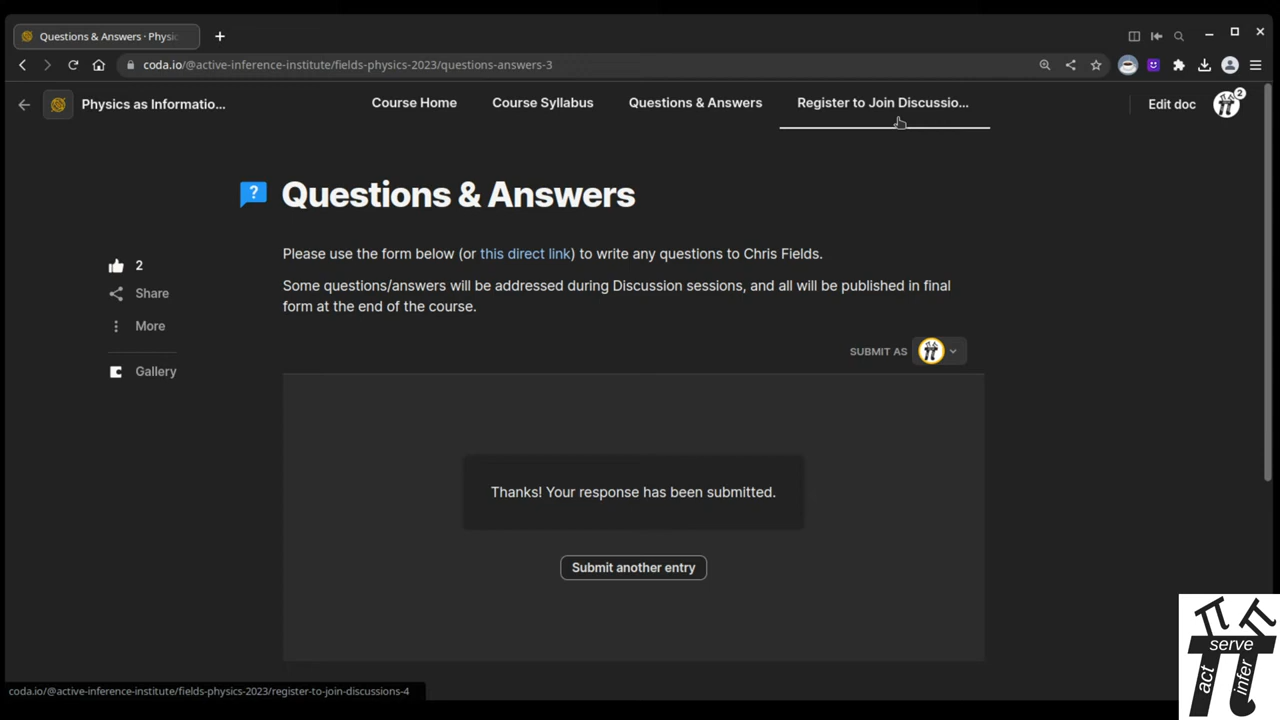 Questions & Answers · Physic
coda.io/@active-inference-institute/fields-physics-2023/questions-answers-3
Physics as Informatio...
Course Home
Course Syllabus
Questions & Answers
Register to Join Discussio...
Edit doc
2
Questions & Answers
Please use the form below (or this direct link) to write any questions to Chris Fields.
Some questions/answers will be addressed during Discussion sessions, and all will be published in final
form at the end of the course.
2
Share
More
Gallery
SUBMIT AS
Thanks! Your response has been submitted.
Submit another entry
serve
act
infer
coda.io/@active-inference-institute/fields-physics-2023/register-to-join-discussions-4